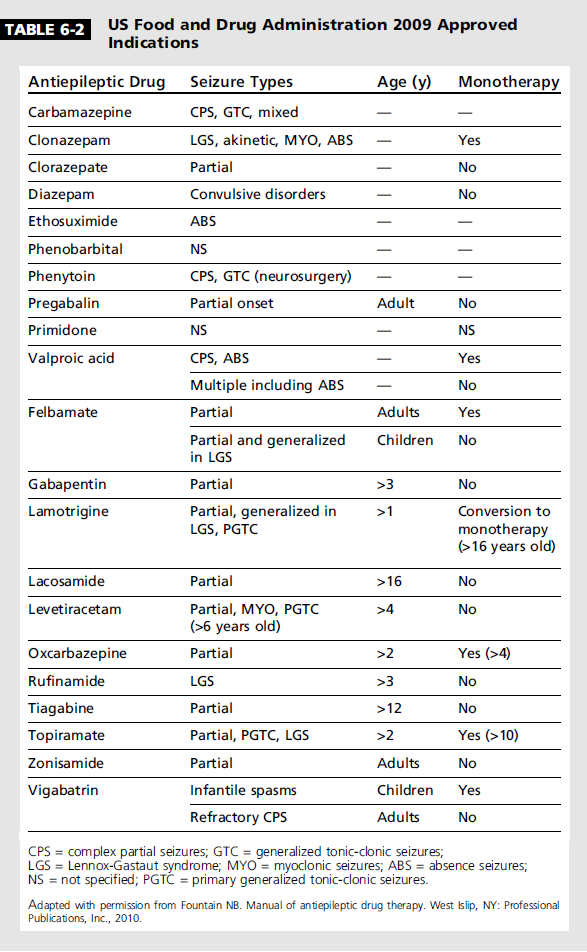 TABLE 6-2 US Food and Drug Administration 2009 Approved
Indications
Antiepileptic Drug Seizure Types Age (y) Monotherapy
Carbamazepine CPS, GTC, mixed — —
Clonazepam LGS, akinetic, MYO, ABS — Yes
Clorazepate Partial — No
Diazepam Convulsive disorders — No
Ethosuximide ABS — —
Phenobarbital NS — —
Phenytoin CPS, GTC (neurosurgery) — —
Pregabalin Partial onset Adult No
Primidone NS — NS
Valproic acid CPS, ABS — Yes
Multiple including ABS — No
Felbamate Partial Adults Yes
Partial and generalized Children No
in LGS
Gabapentin Partial >3 No
Lamotrigine Partial, generalized in >1 Conversion to
LGS, PGTC monotherapy
(>16 years old)
Lacosamide Partial >16 No
Levetiracetam Partial, MYO, PGTC >4 No
(>6 years old)
Oxcarbazepine Partial >2 Yes (>4)
Rufinamide LGS >3 No
Tiagabine Partial >12 No
Topiramate Partial, PGTC, LGS >2 Yes (>10)
Zonisamide Partial Adults No
Vigabatrin Infantile spasms Children Yes
Refractory CPS Adults No
CPS = complex partial seizures; GTC = generalized tonic-clonic seizures;
LGS = Lennox-Gastaut syndrome; MYO = myoclonic seizures; ABS = absence seizures;
NS = not specified; PGTC = primary generalized tonic-clonic seizures.
Adapted with permission from Fountain NB. Manual of antiepileptic drug therapy. West Islip, NY: Professional
Publications, Inc., 2010.